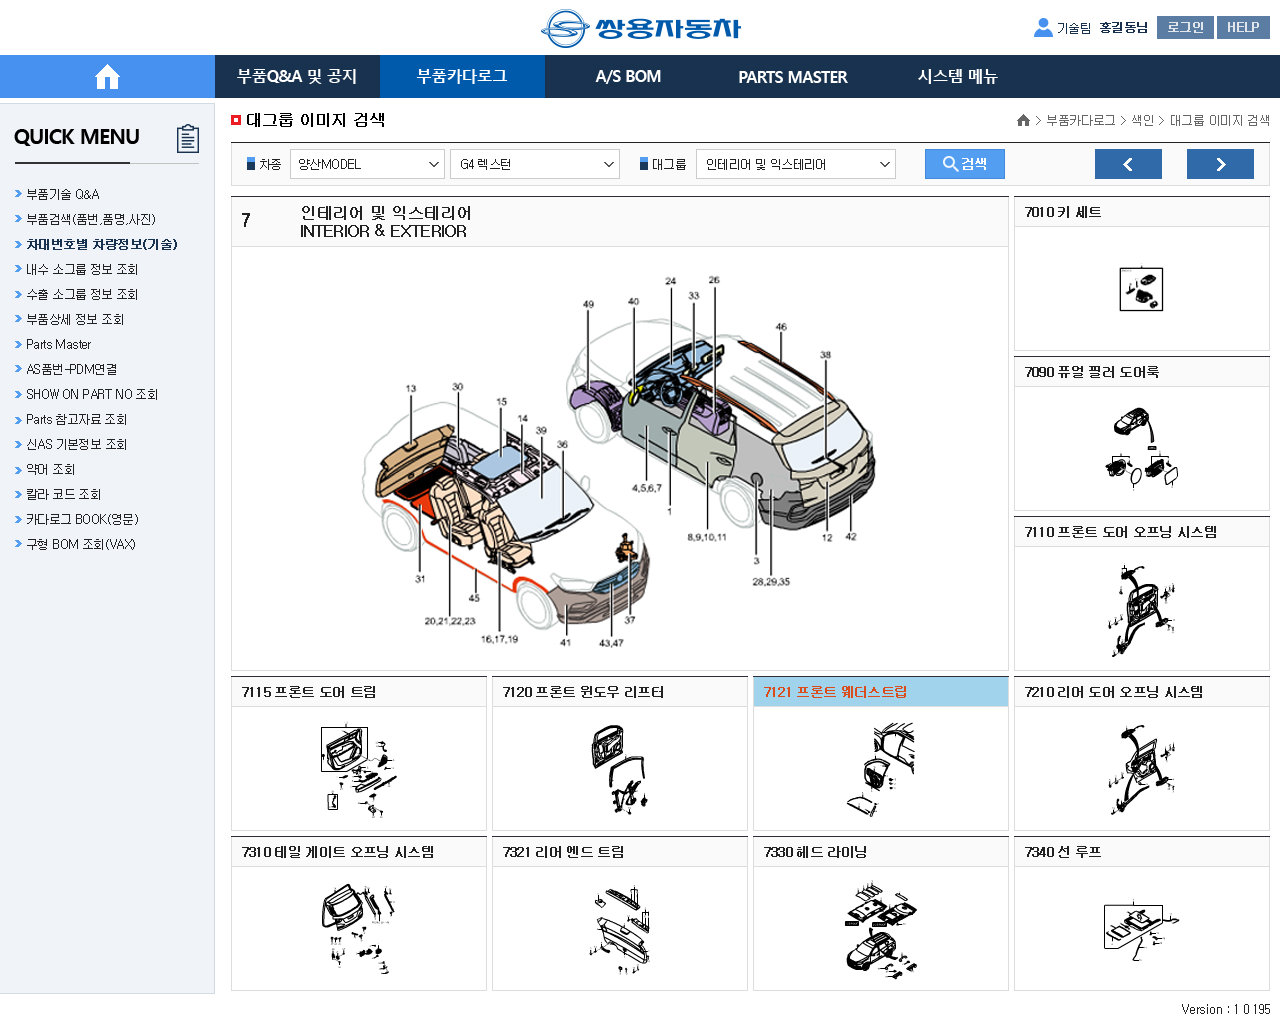 쌍용자동차
기술팀 홍길동님 로그인 HELP
부품Q&A 및 공지 부품카다로그 A/S BOM PARTS MASTER 시스템 메뉴
QUICK MENU
부품기술 Q&A
부품검색(품번,품명,사진)
차대번호별 차량정보(기술)
내수 소그룹 정보 조회
수출 소그룹 정보 조회
부품상세 정보 조회
Parts Master
AS품번-PDM연결
SHOW ON PART NO 조회
Parts 참고자료 조회
신AS 기본정보 조회
약어 조회
칼라 코드 조회
카다로그 BOOK(영문)
구형 BOM 조회(VAX)
대그룹 이미지 검색
> 부품카다로그 > 색인 > 대그룹 이미지 검색
차종 양산MODEL G4 렉스턴 대그룹 인테리어 및 익스테리어 검색
7 인테리어 및 익스테리어
INTERIOR & EXTERIOR
24
26
33
49
40
46
38
13
30
15
14
39
36
4,5,6,7
1
8,9,10,11
12
42
3
28,29,35
31
45
20,21,22,23
16,17,19
37
41
43,47
7010 키 세트
7090 퓨얼 필러 도어룩
7110 프론트 도어 오프닝 시스템
7115 프론트 도어 트림
7120 프론트 윈도우 리프터
7121 프론트 웨더스트립
7210 리어 도어 오프닝 시스템
7310 테일 게이트 오프닝 시스템
7321 리어 엔드 트림
7330 헤드 라이닝
7340 선 루프
Version : 1 0 195